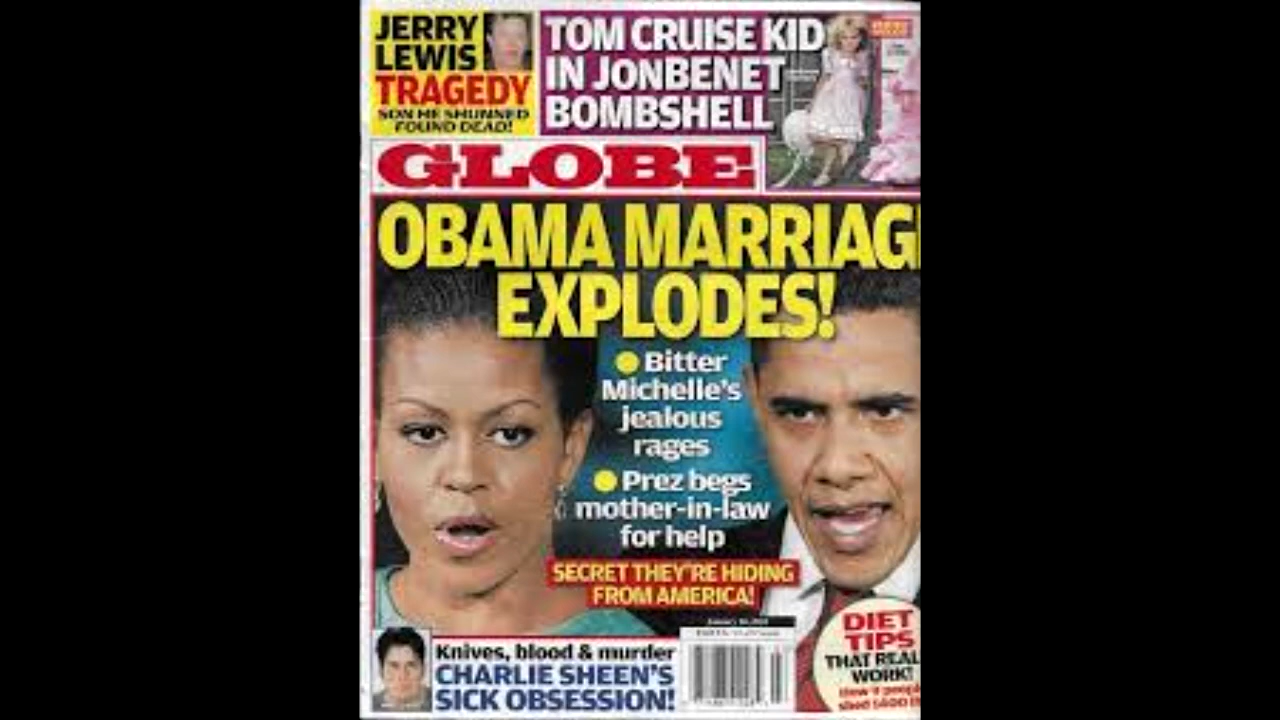 JERRY
LEWIS
TRAGEDY
SON HE SHUNNED
FOUND DEAD!
TOM CRUISE KID
IN JONBENET
BOMBSHELL
GLOBE
OBAMA MARRIAG
EXPLODES!
Bitter
Michelle's
jealous
rages
Prez begs
mother-in-law
for help
SECRET THEY'RE HIDING
FROM AMERICA!
Knives, blood & murder
CHARLIE SHEEN'S
SICK OBSESSION!
DIET
TIPS
THAT REAL
WORK!